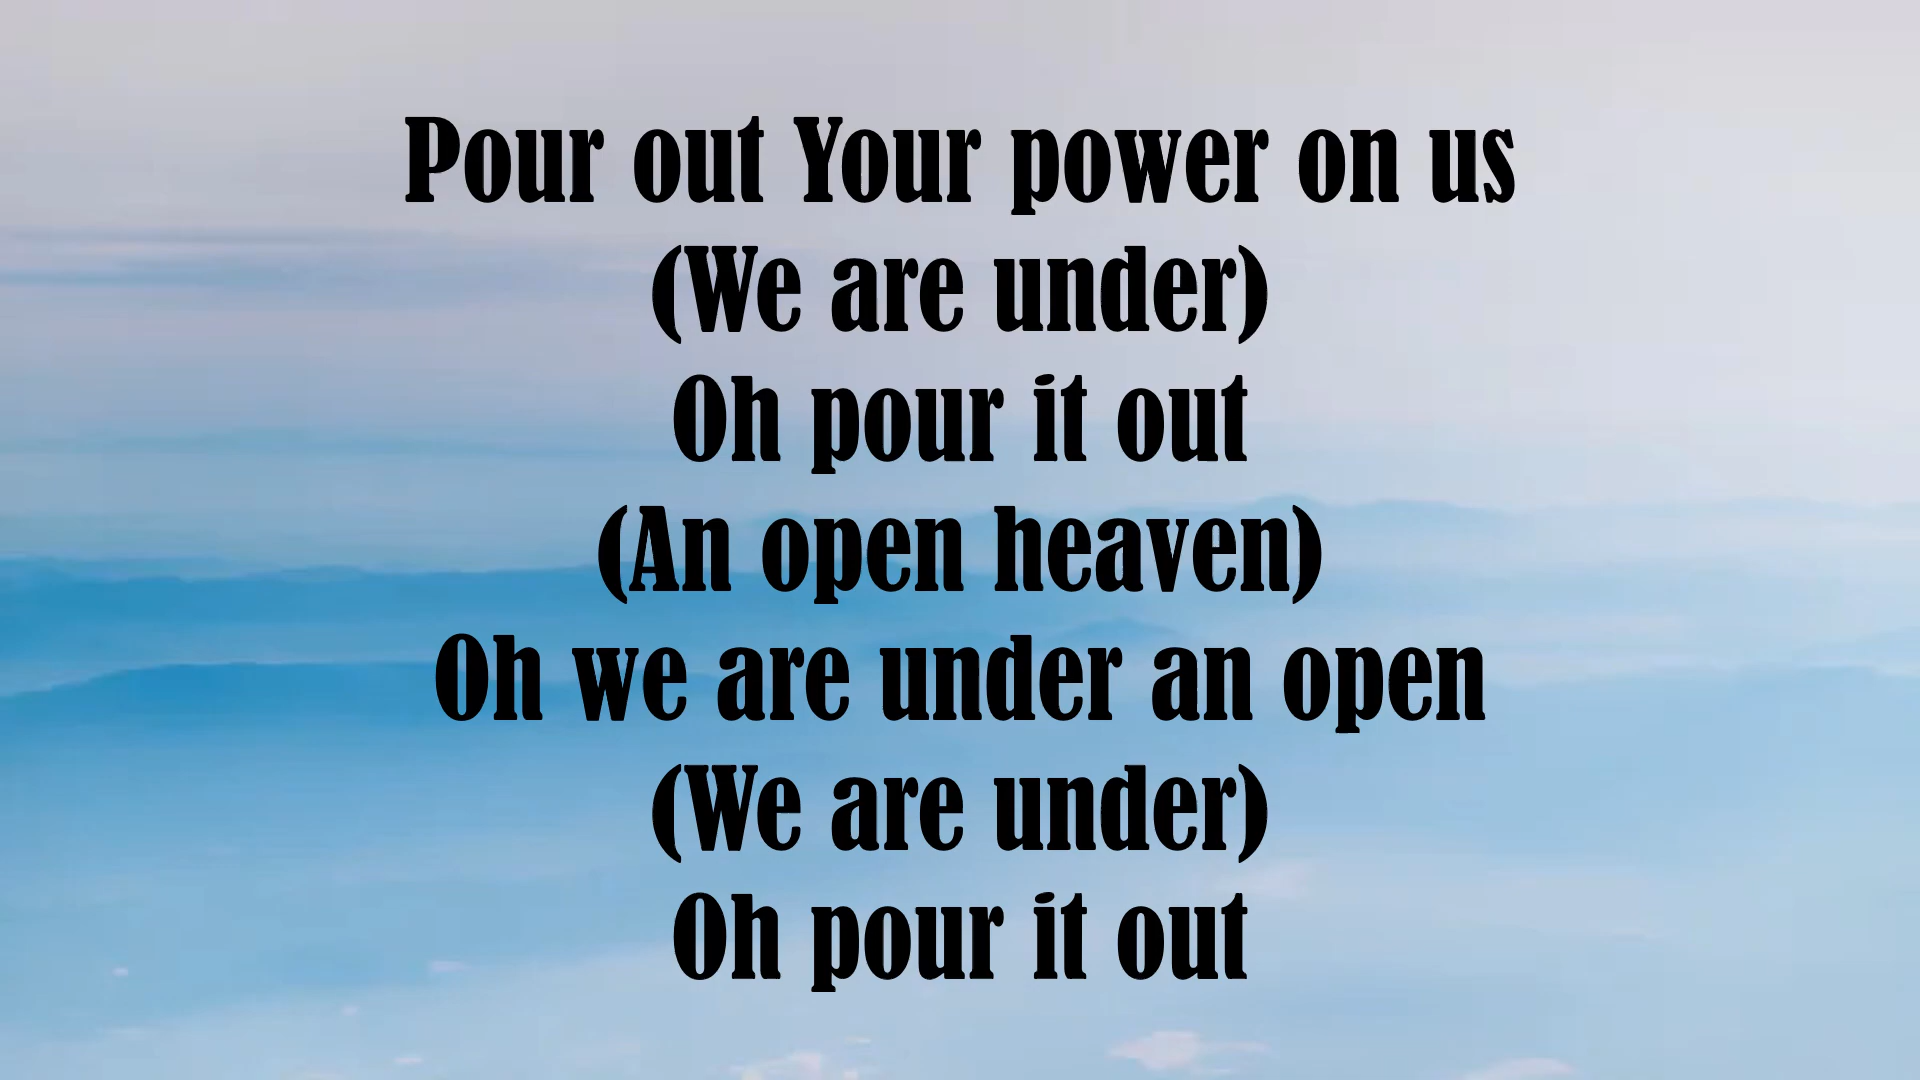 Pour out Your power on us
(We are under)
Oh pour it out
(An open heaven)
Oh we are under an open
(We are under)
Oh pour it out